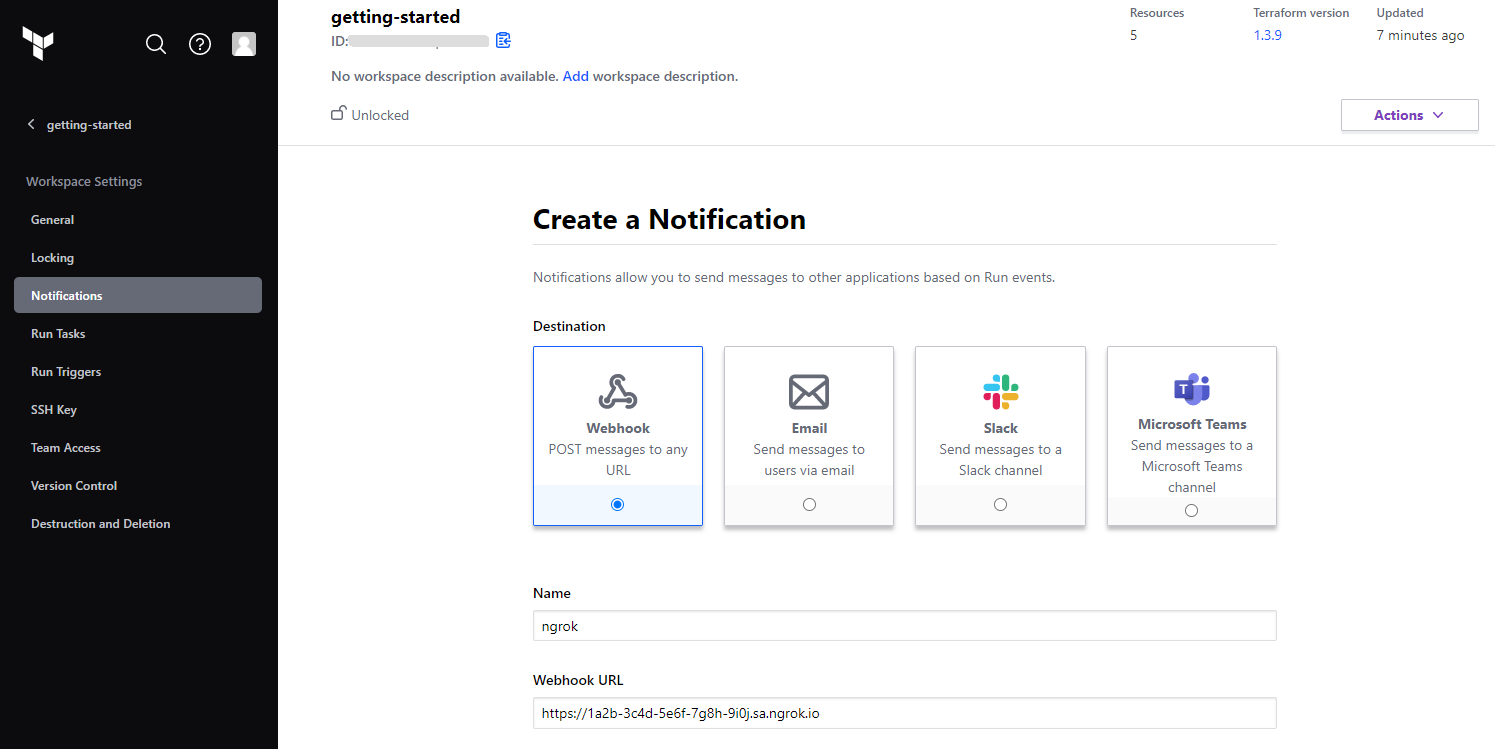 getting-started
Workspace Settings
General
Locking
Notifications
Run Tasks
Run Triggers
SSH Key
Team Access
Version Control
Destruction and Deletion
getting-started
ID:
No workspace description available. Add workspace description.
Unlocked
Resources
5
Terraform version
1.3.9
Updated
7 minutes ago
Actions
Create a Notification
Notifications allow you to send messages to other applications based on Run events.
Destination
Webhook
POST messages to any
URL
Email
Send messages to
users via email
Slack
Send messages to a
Slack channel
T
Microsoft Teams
Send messages to a
Microsoft Teams
channel
Name
ngrok
Webhook URL
https://1a2b-3c4d-5e6f-7g8h-9i0j.sa.ngrok.io